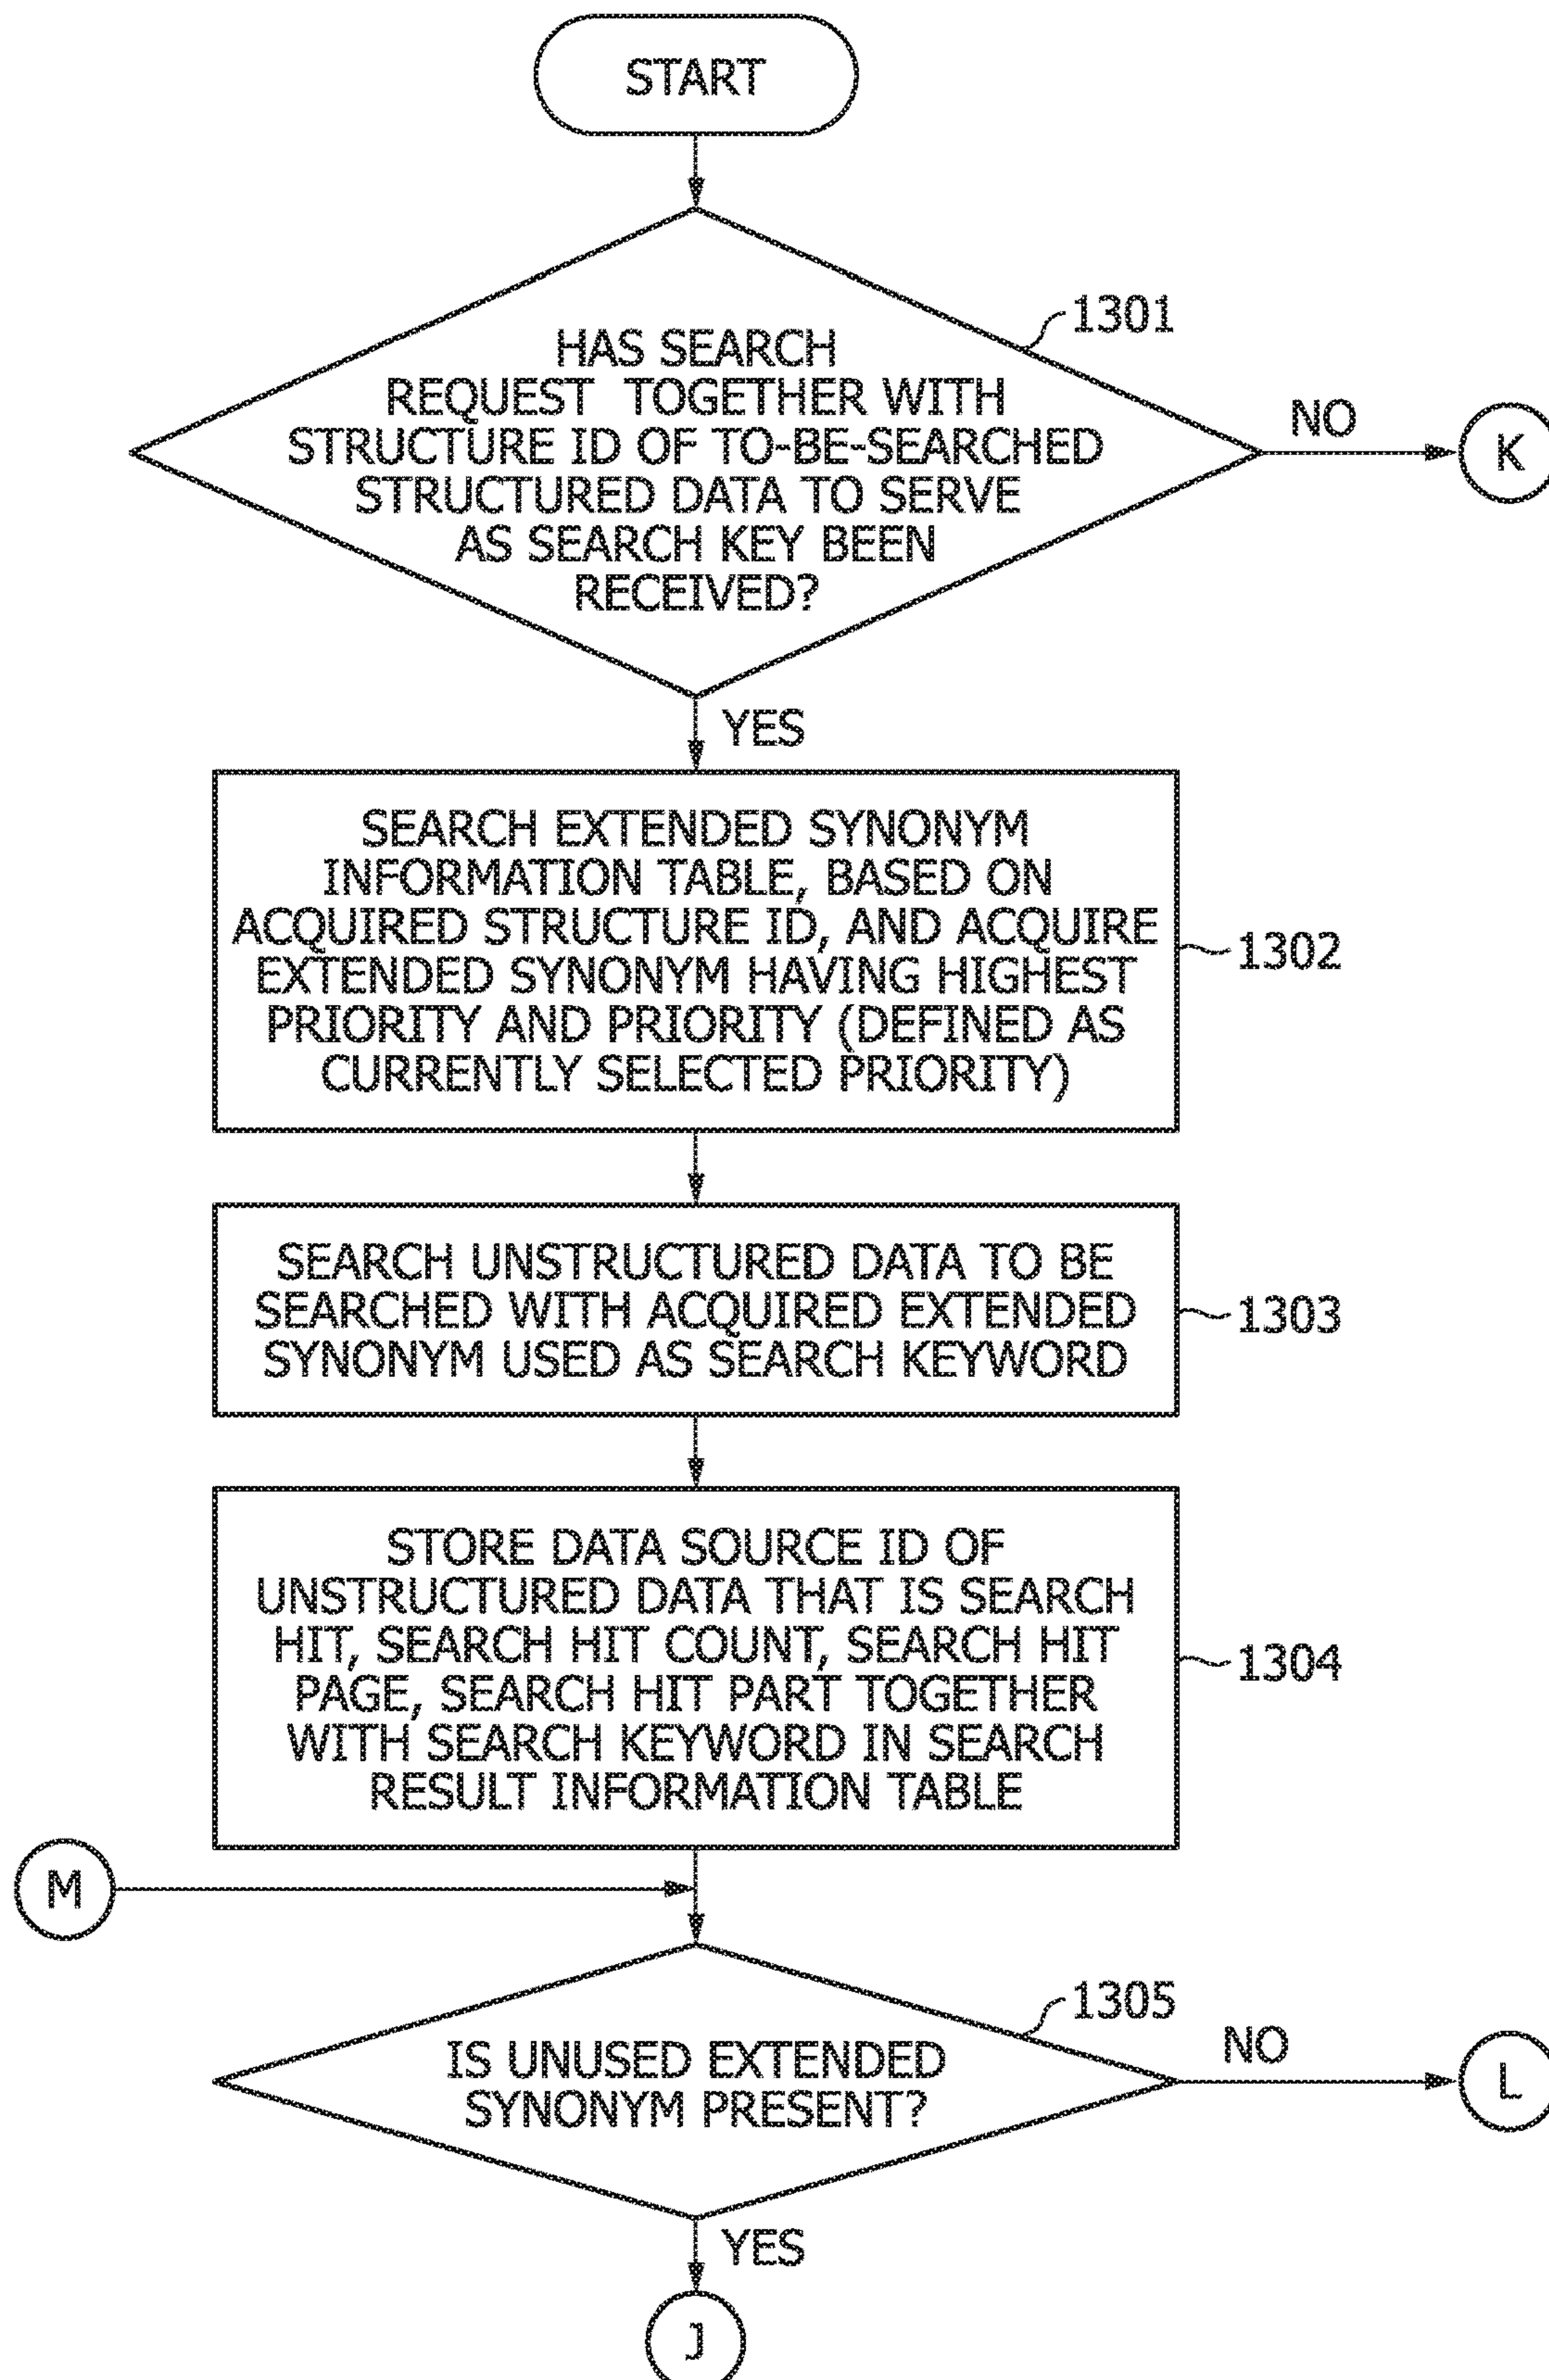 START
1301
HAS SEARCH
REQUEST TOGETHER WITH
STRUCTURE ID OF TO-BE-SEARCHED
STRUCTURED DATA TO SERVE
AS SEARCH KEY BEEN
RECEIVED?
NO
K
YES
SEARCH EXTENDED SYNONYM
INFORMATION TABLE, BASED ON
ACQUIRED STRUCTURE ID, AND ACQUIRE
EXTENDED SYNONYM HAVING HIGHEST
PRIORITY AND PRIORITY (DEFINED AS
CURRENTLY SELECTED PRIORITY)
1302
SEARCH UNSTRUCTURED DATA TO BE
SEARCHED WITH ACQUIRED EXTENDED
SYNONYM USED AS SEARCH KEYWORD
1303
STORE DATA SOURCE ID OF
UNSTRUCTURED DATA THAT IS SEARCH
HIT, SEARCH HIT COUNT, SEARCH HIT
PAGE, SEARCH HIT PART TOGETHER
WITH SEARCH KEYWORD IN SEARCH
RESULT INFORMATION TABLE
1304
M
1305
IS UNUSED EXTENDED
SYNONYM PRESENT?
NO
L
YES
J